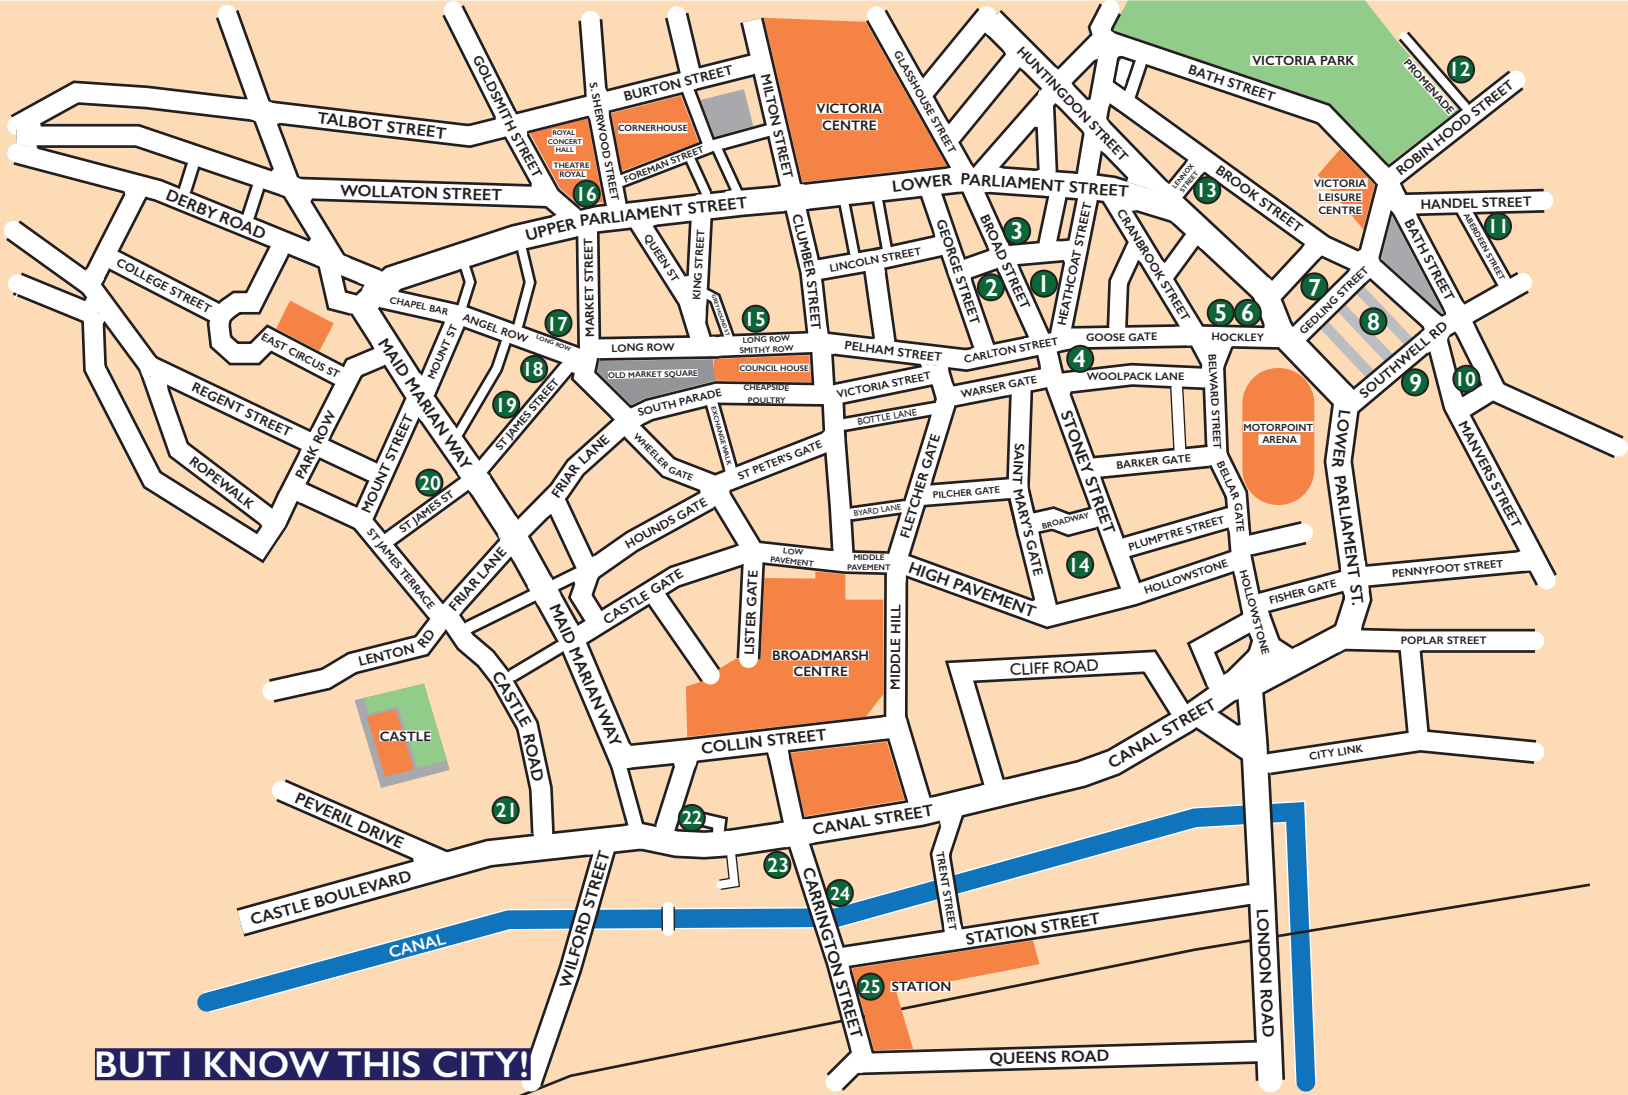 VICTORIA PARK
PROMENADE
12
ROBIN HOOD STREET
BATH STREET
HUNTINGDON STREET
GLASSHOUSE STREET
GOLDSMITH STREET
S. SHERWOOD STREET
BURTON STREET
MILTON STREET
VICTORIA
CENTRE
TALBOT STREET
CORNERHOUSE
ROYAL
CONCERT
HALL
THEATRE
ROYAL
FOREMAN STREET
16
WOLLATON STREET
DERBY ROAD
UPPER PARLIAMENT STREET
LOWER PARLIAMENT STREET
LENNOX
STREET
13
BROOK STREET
VICTORIA
LEISURE
CENTRE
HANDEL STREET
11
ABERDEEN STREET
BATH STREET
COLLEGE STREET
EAST CIRCUS ST
CHAPEL BAR
ANGEL ROW
LONG ROW
17
MARKET STREET
QUEEN ST
KING STREET
GREYHOUND ST
15
CLUMBER STREET
LINCOLN STREET
GEORGE STREET
BROAD STREET
3
2
1
HEATHCOAT STREET
CRANBROOK STREET
5
6
7
GEDLING STREET
8
SOUTHWELL RD
9
10
LONG ROW
LONG ROW
SMITHY ROW
PELHAM STREET
CARLTON STREET
GOOSE GATE
HOCKLEY
4
OLD MARKET SQUARE
COUNCIL HOUSE
CHEAPSIDE
POULTRY
SOUTH PARADE
EXCHANGE WALK
VICTORIA STREET
BOTTLE LANE
WARSER GATE
WOOLPACK LANE
BELWARD STREET
MOTORPOINT
ARENA
MOUNT ST
18
19
ST JAMES STREET
MAID MARIAN WAY
REGENT STREET
ROPEWALK
PARK ROW
MOUNT STREET
20
ST JAMES ST
ST JAMES TERRACE
FRIAR LANE
WHEELER GATE
ST PETER'S GATE
HOUNDS GATE
FRIAR LANE
FLETCHER GATE
BYARD LANE
PILCHER GATE
SAINT MARY'S GATE
STONEY STREET
BARKER GATE
BELLAR GATE
BROADWAY
14
PLUMPTRE STREET
HOLLOWSTONE
HOLLOWSTONE
LOWER PARLIAMENT ST.
MANVERS STREET
PENNYFOOT STREET
FISHER GATE
POPLAR STREET
LOW
PAVEMENT
MIDDLE
PAVEMENT
HIGH PAVEMENT
CASTLE GATE
LISTER GATE
MIDDLE HILL
BROADMARSH
CENTRE
MAID MARIAN WAY
LENTON RD
CASTLE ROAD
CASTLE
CLIFF ROAD
CANAL STREET
CITY LINK
COLLIN STREET
CANAL STREET
PEVERIL DRIVE
21
22
23
24
CASTLE BOULEVARD
CANAL
WILFORD STREET
CARRINGTON STREET
TRENT STREET
STATION STREET
25
STATION
LONDON ROAD
QUEENS ROAD
BUT I KNOW THIS CITY!